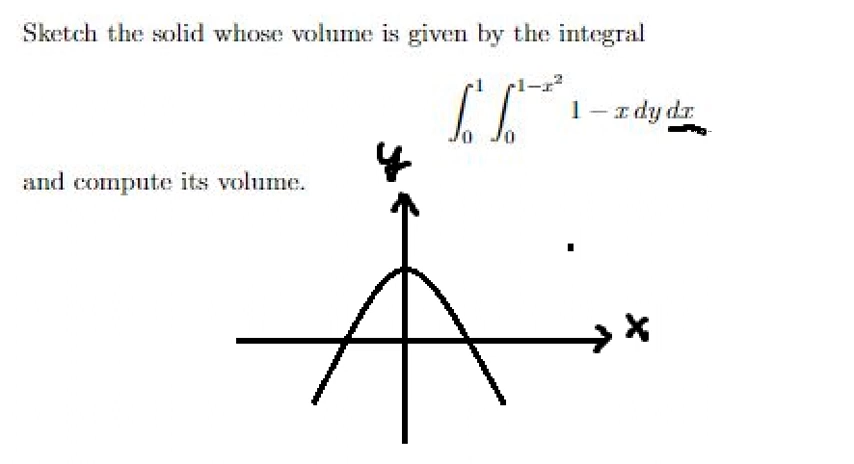 Sketch the solid whose volume is given by the integral
∫₀¹ ∫₀^{1−x²} 1 − x dy dx
y
and compute its volume.
x